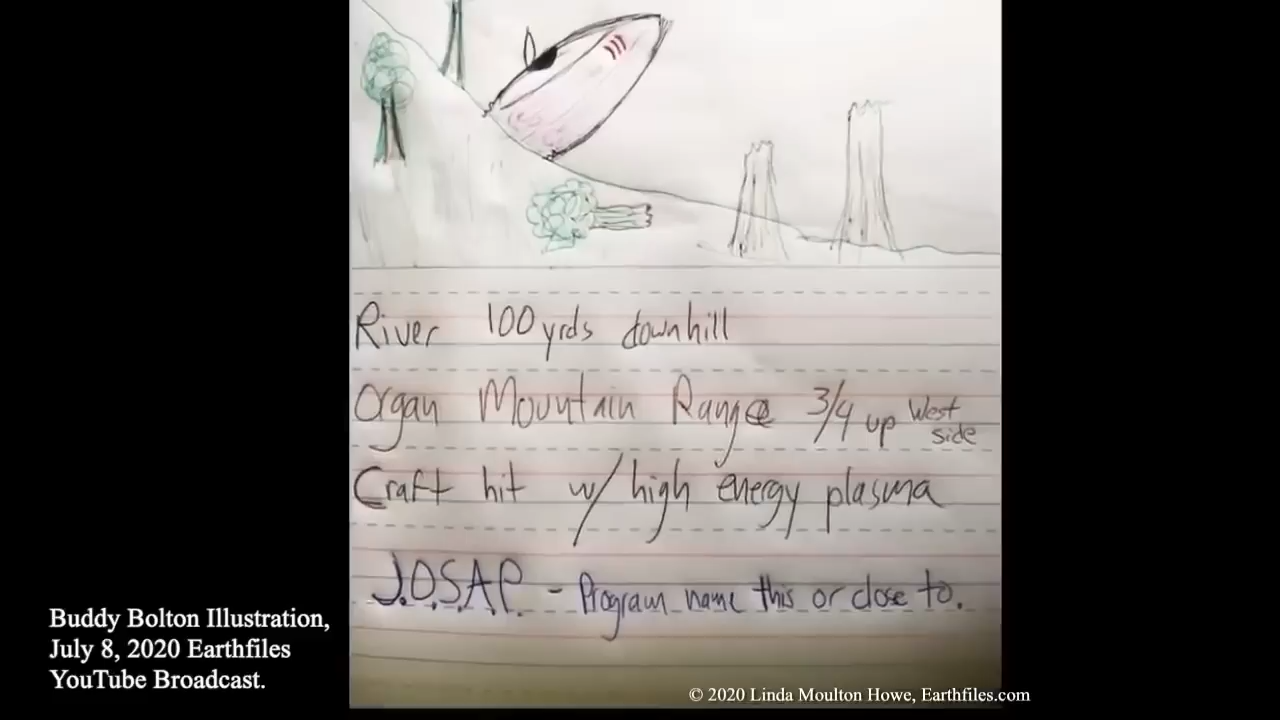 River 100 yrds downhill
Organ Mountain Range 3/4 up West side
Craft hit w/ high energy plasma
J.O.S.A.P. - Program name this or close to.
Buddy Bolton Illustration,
July 8, 2020 Earthfiles
YouTube Broadcast.
© 2020 Linda Moulton Howe, Earthfiles.com